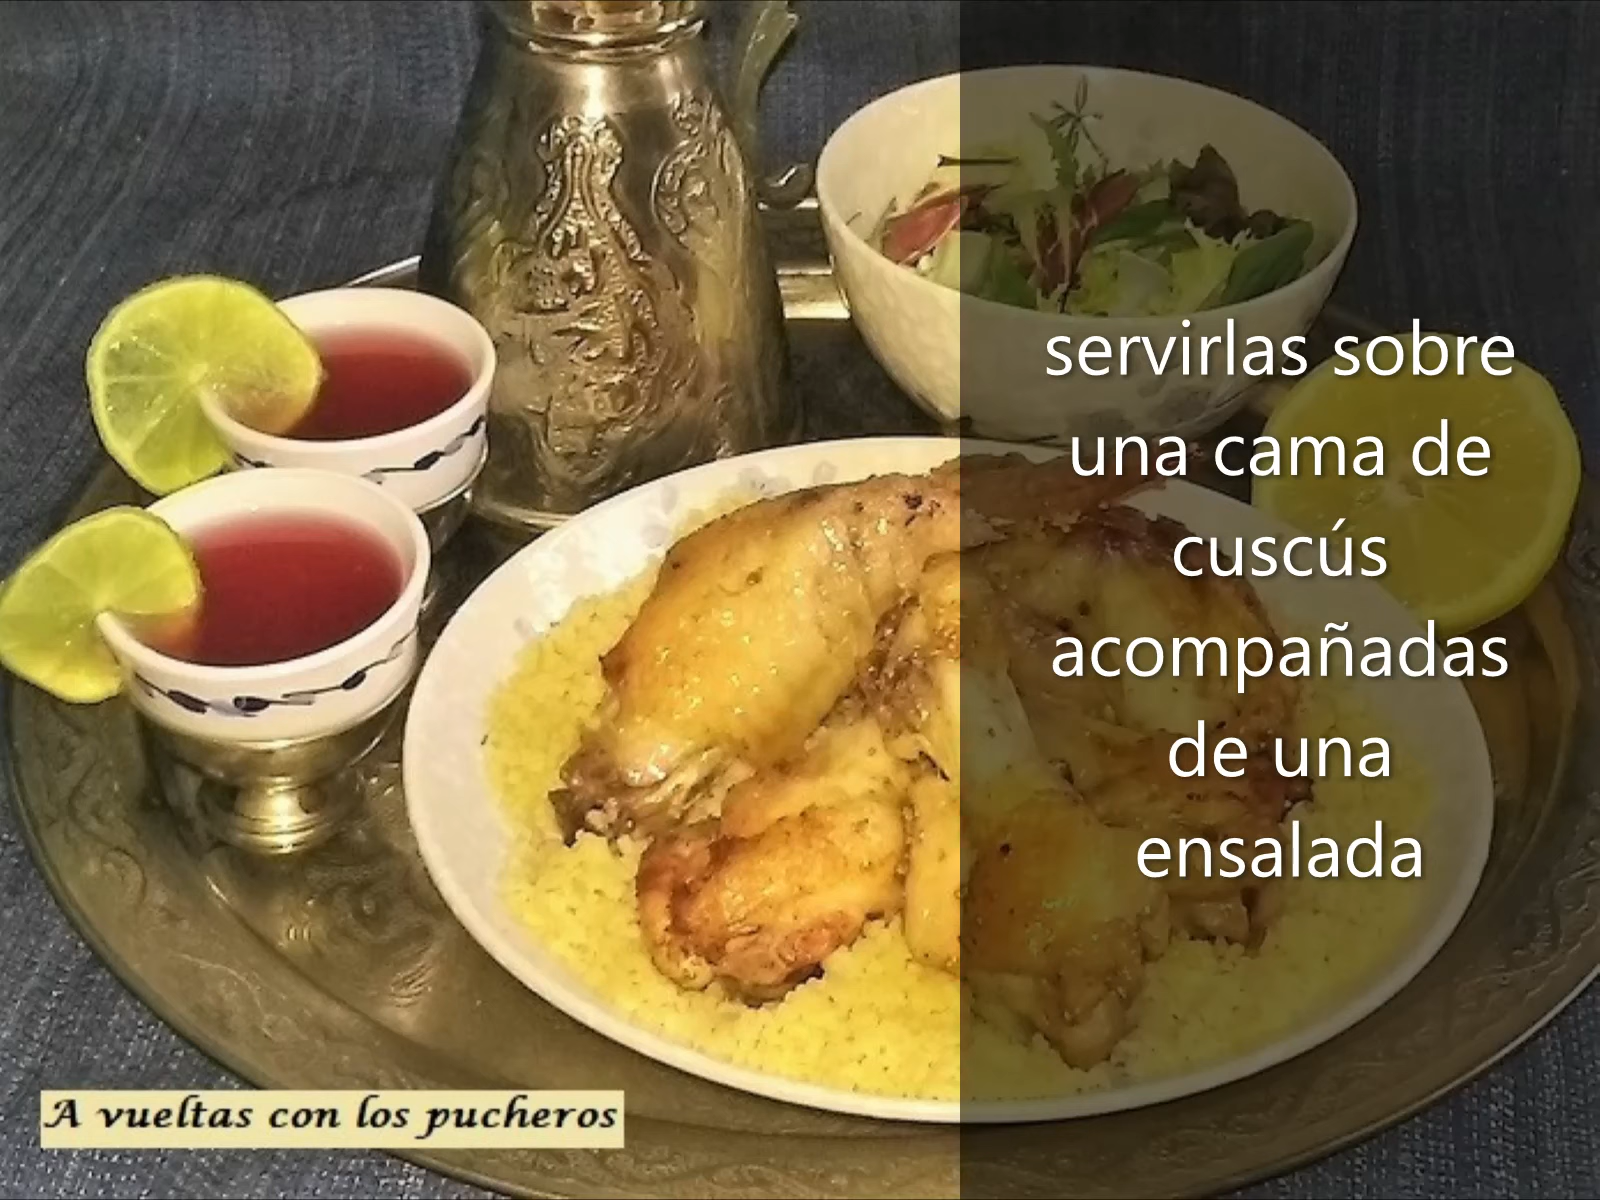 servirlas sobre
una cama de
cuscús
acompañadas
de una
ensalada
A vueltas con los pucheros